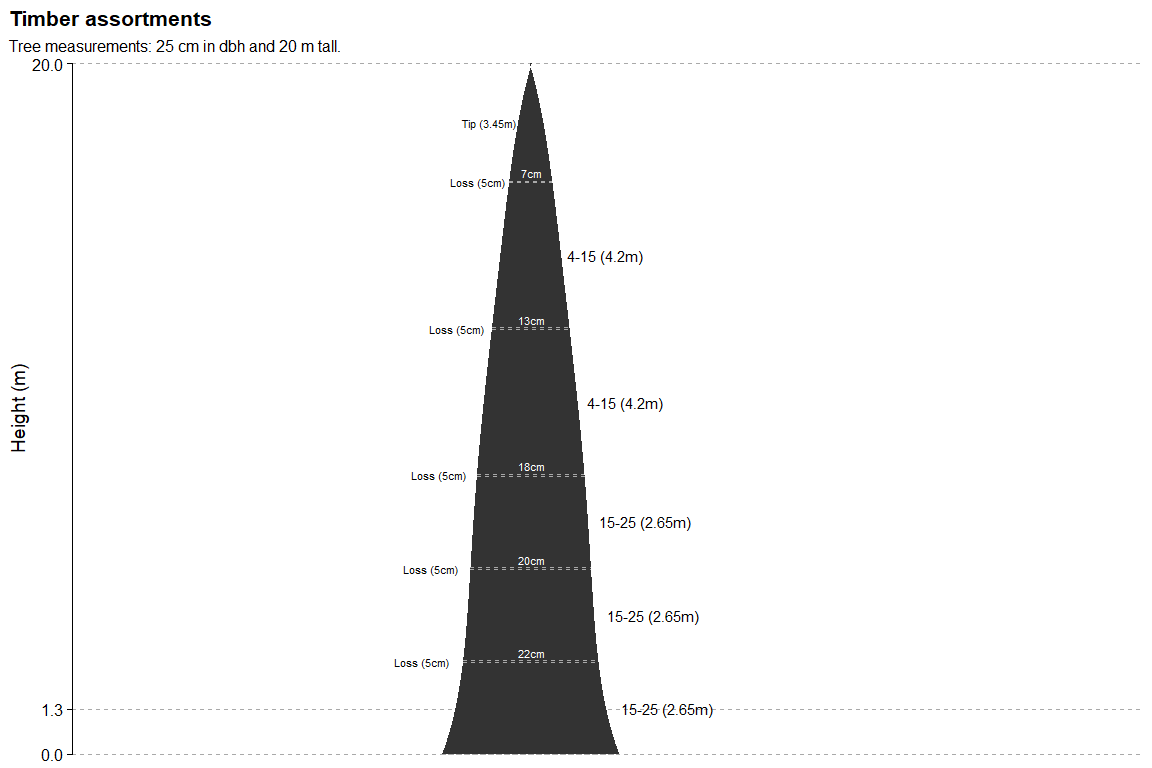 Timber assortments
Tree measurements: 25 cm in dbh and 20 m tall.
20.0
Tip (3.45m)
7cm
Loss (5cm)
4-15 (4.2m)
13cm
Loss (5cm)
Height (m)
4-15 (4.2m)
18cm
Loss (5cm)
15-25 (2.65m)
20cm
Loss (5cm)
15-25 (2.65m)
22cm
Loss (5cm)
1.3
15-25 (2.65m)
0.0